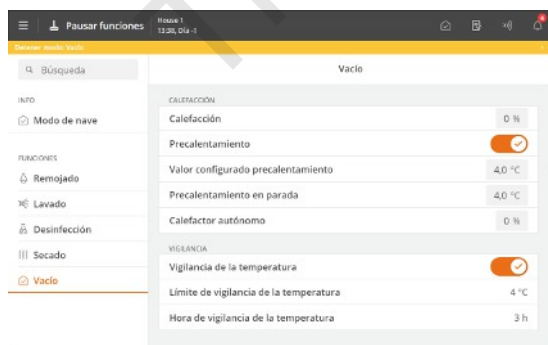 Pausar funciones
House 1
13:38, Día -1
Detener modo: Vacío
Búsqueda
Vacío
INFO
Modo de nave
FUNCIONES
Remojado
Lavado
Desinfección
Secado
Vacío
CALEFACCIÓN
Calefacción 0 %
Precalentamiento
Valor configurado precalentamiento 4,0 °C
Precalentamiento en parada 4,0 °C
Calefactor autónomo 0 %
VIGILANCIA
Vigilancia de la temperatura
Límite de vigilancia de la temperatura 4 °C
Hora de vigilancia de la temperatura 3 h